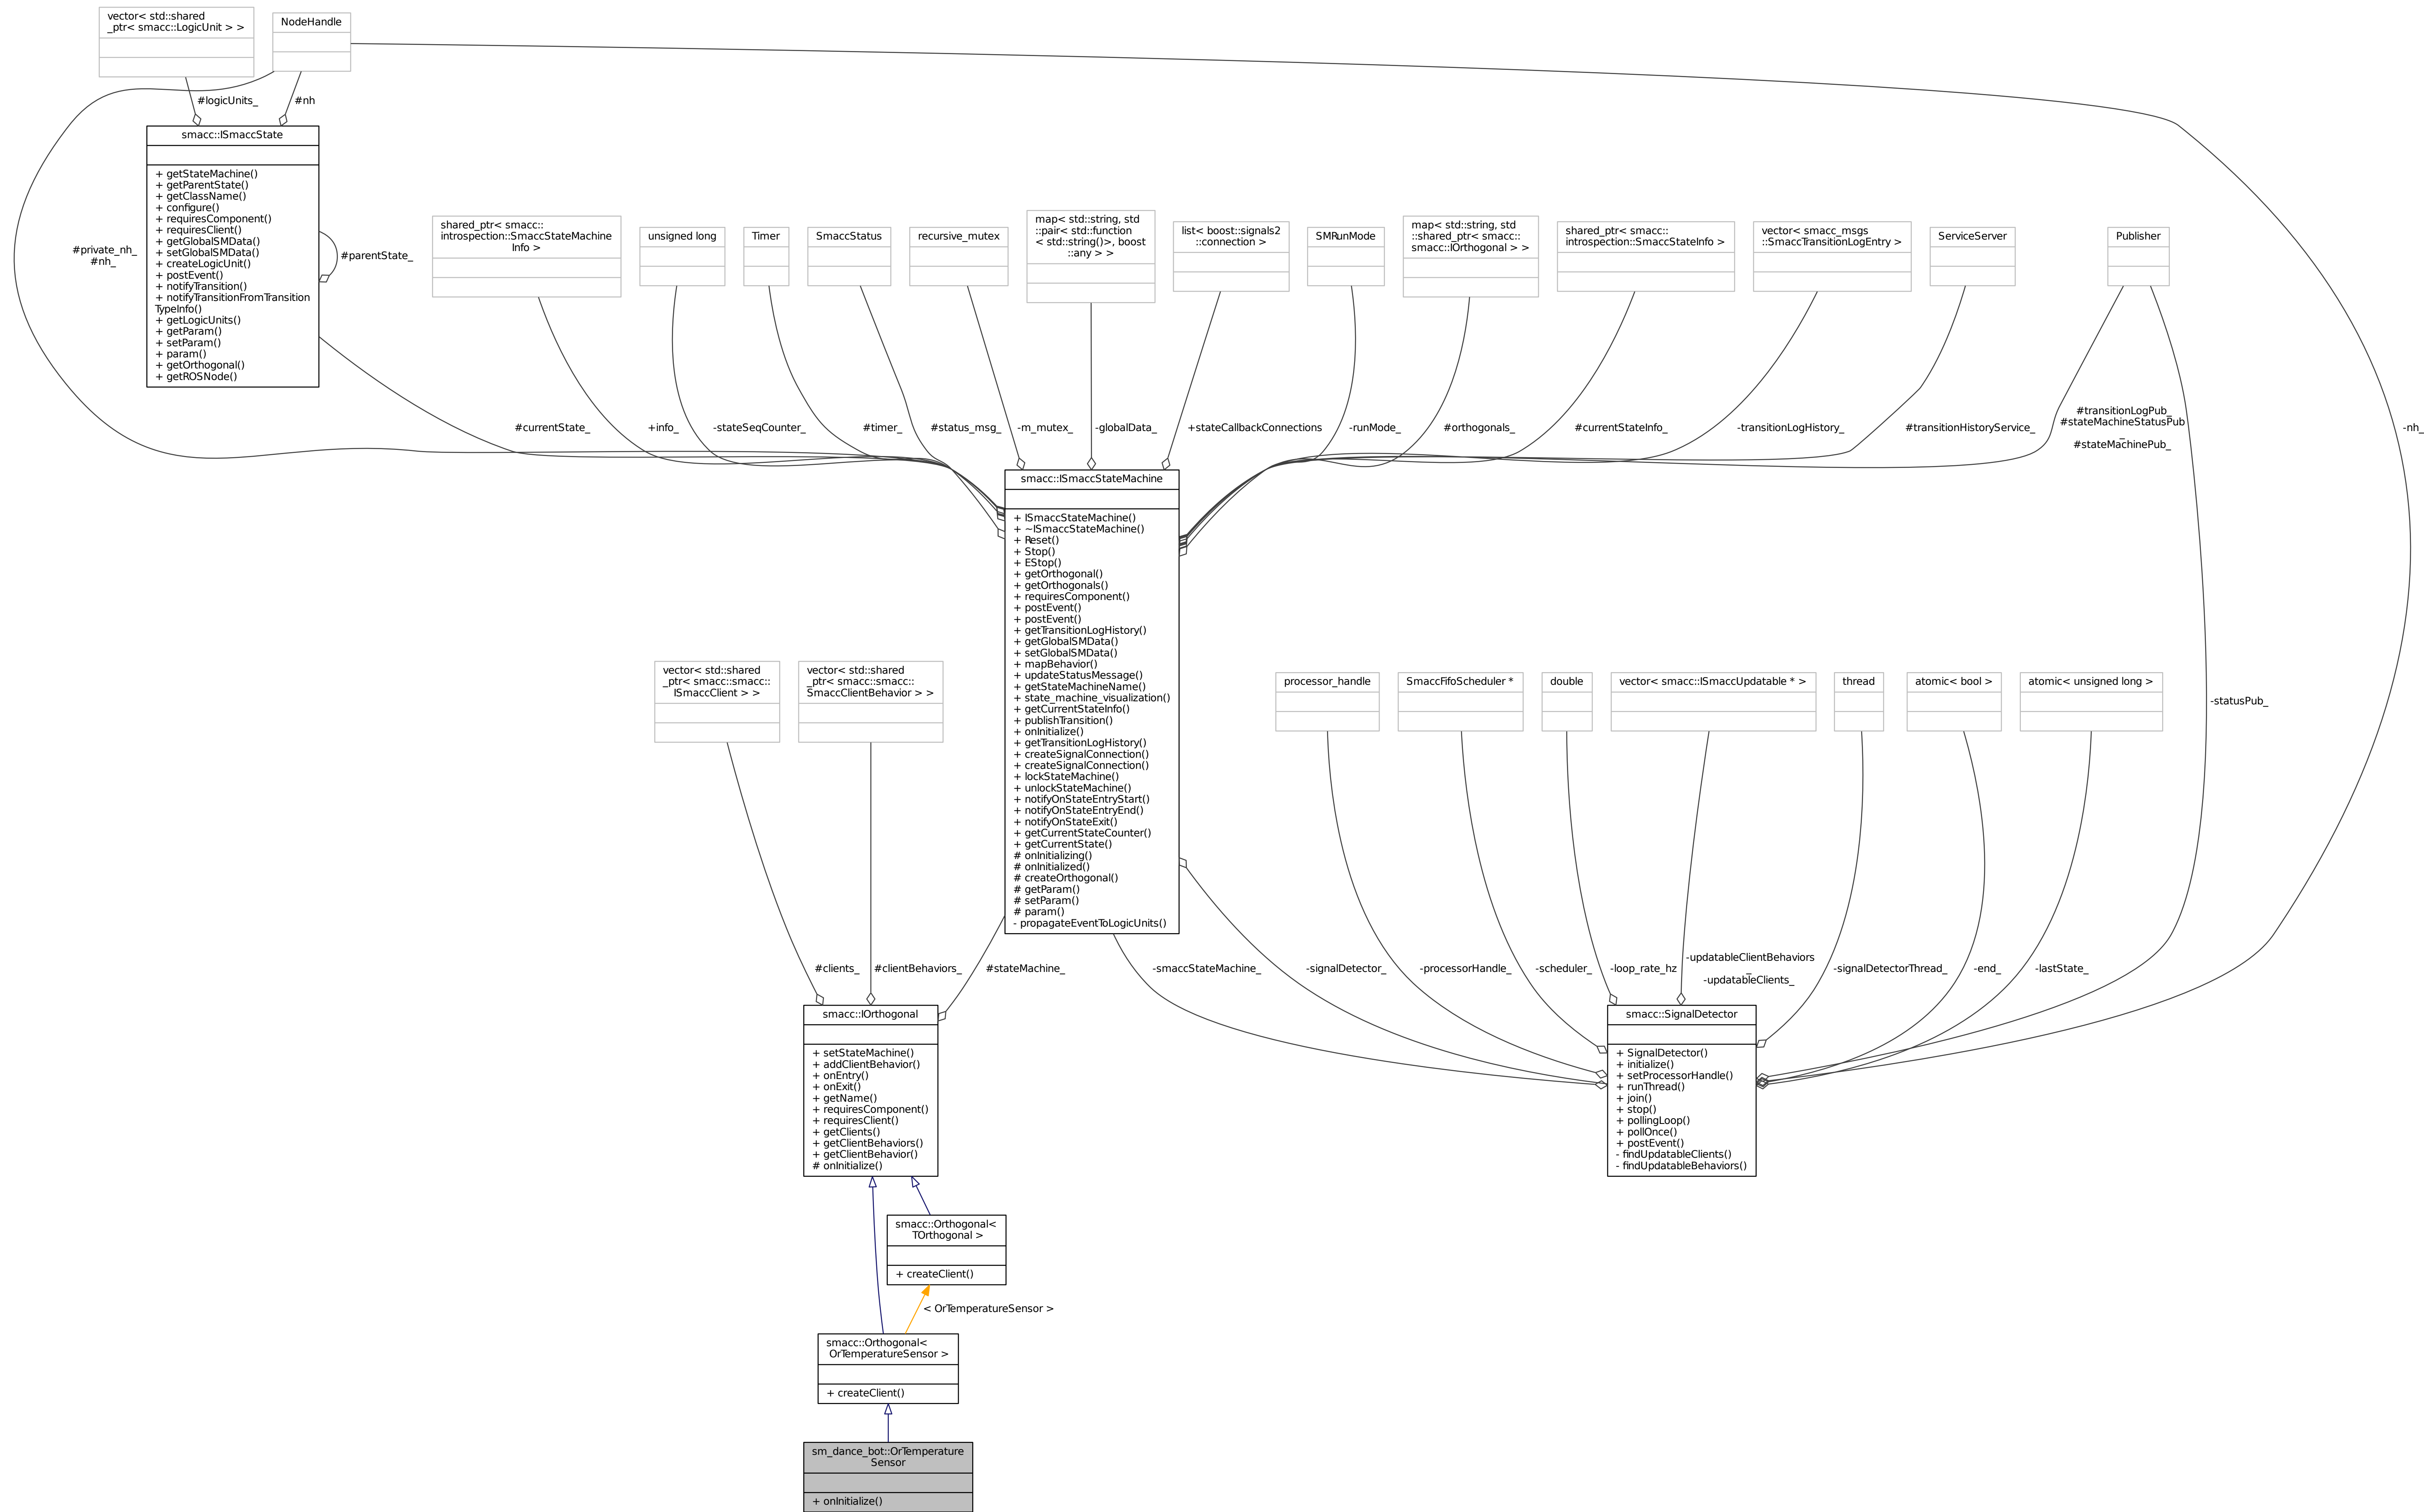 vector< std::shared
_ptr< smacc::LogicUnit > >
NodeHandle
#logicUnits_
#nh
smacc::ISmaccState
+ getStateMachine()
+ getParentState()
+ getClassName()
+ configure()
+ requiresComponent()
+ requiresClient()
+ getGlobalSMData()
+ setGlobalSMData()
+ createLogicUnit()
+ postEvent()
+ notifyTransition()
+ notifyTransitionFromTransition
TypeInfo()
+ getLogicUnits()
+ getParam()
+ setParam()
+ param()
+ getOrthogonal()
+ getROSNode()
#private_nh_
#nh_
#parentState_
shared_ptr< smacc::
introspection::SmaccStateMachine
Info >
unsigned long
Timer
SmaccStatus
recursive_mutex
map< std::string, std
::pair< std::function
< std::string()>, boost
::any > >
list< boost::signals2
::connection >
SMRunMode
map< std::string, std
::shared_ptr< smacc::
smacc::IOrthogonal > >
shared_ptr< smacc::
introspection::SmaccStateInfo >
vector< smacc_msgs
::SmaccTransitionLogEntry >
ServiceServer
Publisher
#currentState_
+info_
-stateSeqCounter_
#timer_
#status_msg_
-m_mutex_
-globalData_
+stateCallbackConnections
-runMode_
#orthogonals_
#currentStateInfo_
-transitionLogHistory_
#transitionHistoryService_
#transitionLogPub_
#stateMachineStatusPub
_
#stateMachinePub_
-nh_
smacc::ISmaccStateMachine
+ ISmaccStateMachine()
+ ~ISmaccStateMachine()
+ Reset()
+ Stop()
+ EStop()
+ getOrthogonal()
+ getOrthogonals()
+ requiresComponent()
+ postEvent()
+ postEvent()
+ getTransitionLogHistory()
+ getGlobalSMData()
+ setGlobalSMData()
+ mapBehavior()
+ updateStatusMessage()
+ getStateMachineName()
+ state_machine_visualization()
+ getCurrentStateInfo()
+ publishTransition()
+ onInitialize()
+ getTransitionLogHistory()
+ createSignalConnection()
+ createSignalConnection()
+ lockStateMachine()
+ unlockStateMachine()
+ notifyOnStateEntryStart()
+ notifyOnStateEntryEnd()
+ notifyOnStateExit()
+ getCurrentStateCounter()
+ getCurrentState()
# onInitializing()
# onInitialized()
# createOrthogonal()
# getParam()
# setParam()
# param()
- propagateEventToLogicUnits()
vector< std::shared
_ptr< smacc::smacc::
ISmaccClient > >
vector< std::shared
_ptr< smacc::smacc::
SmaccClientBehavior > >
processor_handle
SmaccFifoScheduler *
double
vector< smacc::ISmaccUpdatable * >
thread
atomic< bool >
atomic< unsigned long >
-statusPub_
#clients_
#clientBehaviors_
#stateMachine_
-smaccStateMachine_
-signalDetector_
-processorHandle_
-scheduler_
-loop_rate_hz
-updatableClientBehaviors
_
-updatableClients_
-signalDetectorThread_
-end_
-lastState_
smacc::IOrthogonal
+ setStateMachine()
+ addClientBehavior()
+ onEntry()
+ onExit()
+ getName()
+ requiresComponent()
+ requiresClient()
+ getClients()
+ getClientBehaviors()
+ getClientBehavior()
# onInitialize()
smacc::SignalDetector
+ SignalDetector()
+ initialize()
+ setProcessorHandle()
+ runThread()
+ join()
+ stop()
+ pollingLoop()
+ pollOnce()
+ postEvent()
- findUpdatableClients()
- findUpdatableBehaviors()
smacc::Orthogonal<
TOrthogonal >
+ createClient()
< OrTemperatureSensor >
smacc::Orthogonal<
OrTemperatureSensor >
+ createClient()
sm_dance_bot::OrTemperature
Sensor
+ onInitialize()